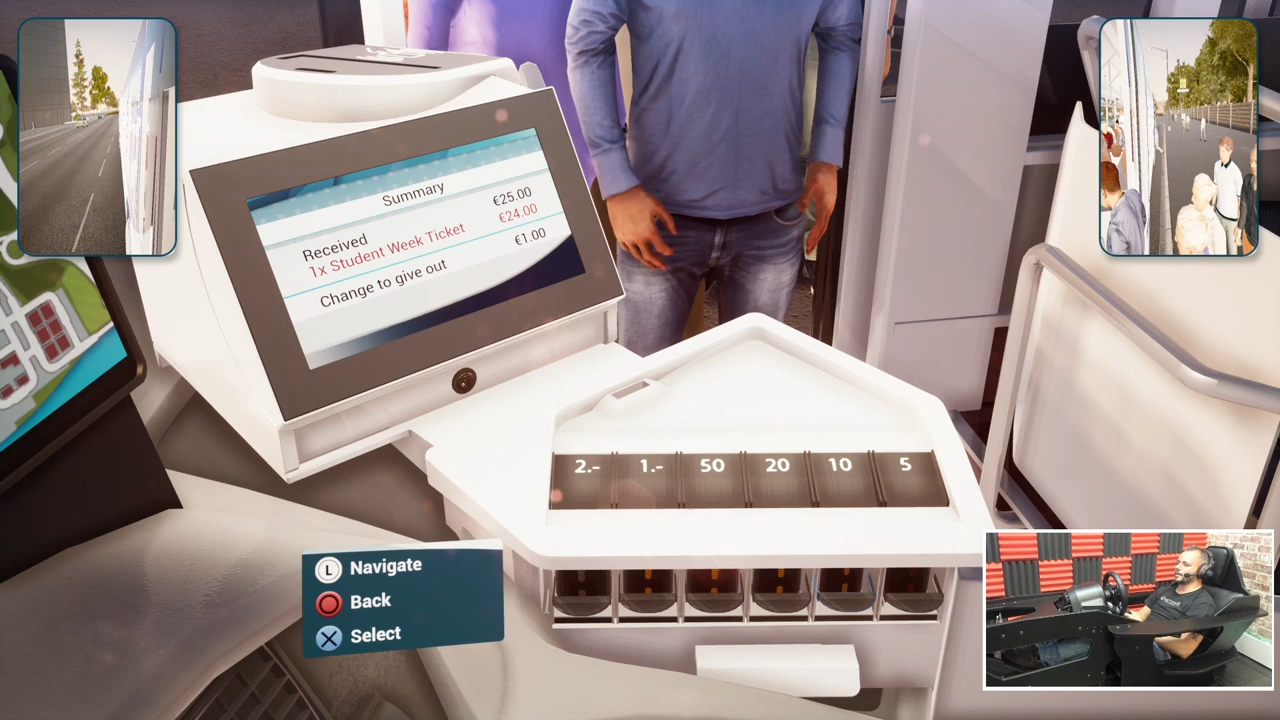 Summary
Received €25.00
1x Student Week Ticket €24.00
Change to give out €1.00
2.- 1.- 50 20 10 5
L Navigate
Back
Select